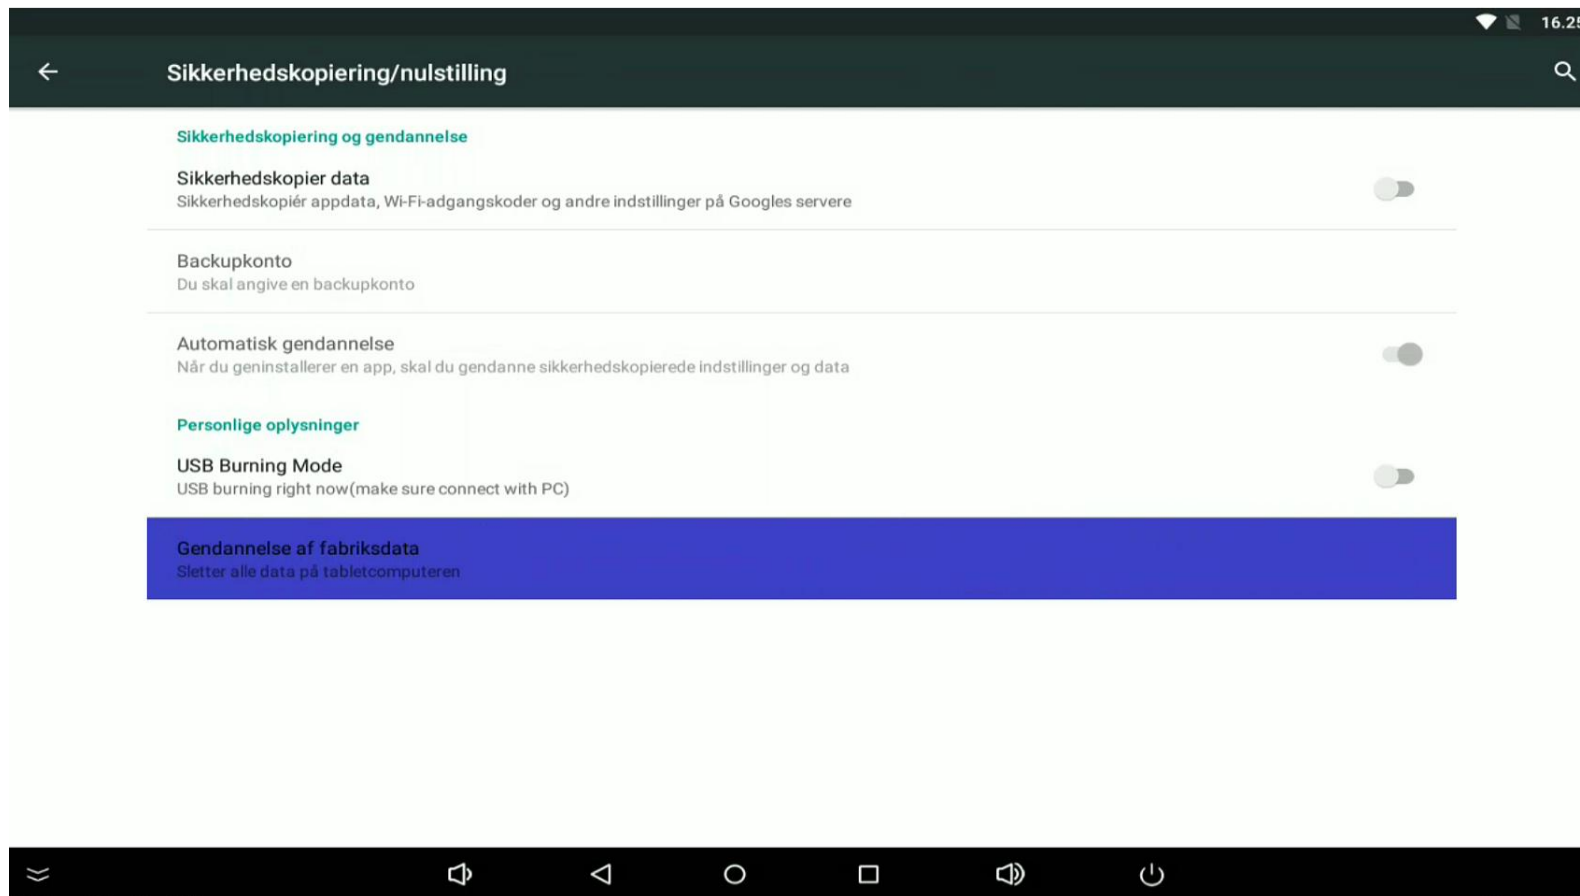 16.25
Sikkerhedskopiering/nulstilling
Sikkerhedskopiering og gendannelse
Sikkerhedskopier data
Sikkerhedskopiér appdata, Wi-Fi-adgangskoder og andre indstillinger på Googles servere
Backupkonto
Du skal angive en backupkonto
Automatisk gendannelse
Når du geninstallerer en app, skal du gendanne sikkerhedskopierede indstillinger og data
Personlige oplysninger
USB Burning Mode
USB burning right now(make sure connect with PC)
Gendannelse af fabriksdata
Sletter alle data på tabletcomputeren